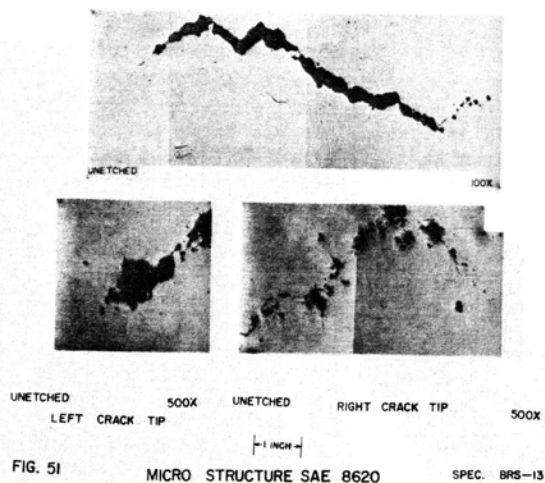 UNETCHED 100X
UNETCHED 500X UNETCHED RIGHT CRACK TIP 500X
LEFT CRACK TIP
1 INCH
FIG. 51 MICRO STRUCTURE SAE 8620 SPEC. BRS-13